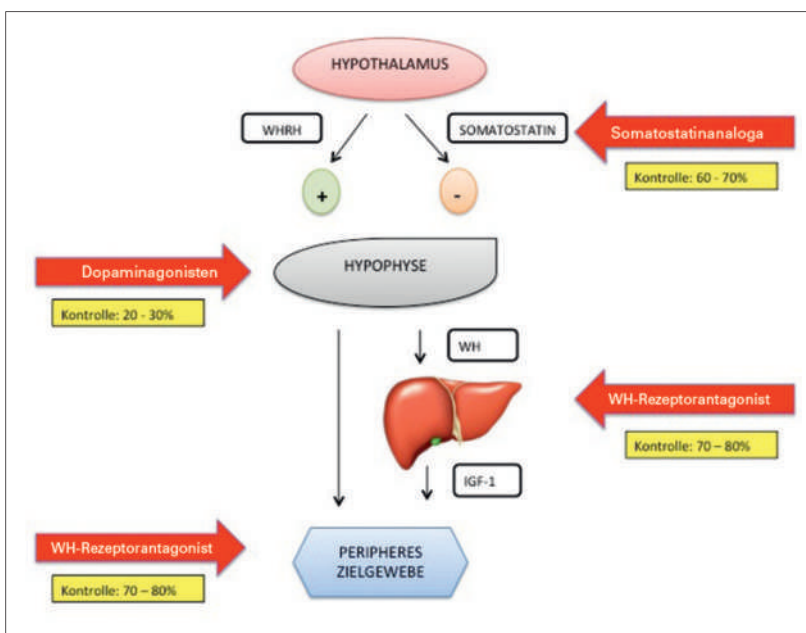 HYPOTHALAMUS
WHRH
SOMATOSTATIN
Somatostatinanaloga
Kontrolle: 60 - 70%
+
-
Dopaminagonisten
HYPOPHYSE
Kontrolle: 20 - 30%
WH
WH-Rezeptorantagonist
Kontrolle: 70 – 80%
IGF-1
WH-Rezeptorantagonist
PERIPHERES
ZIELGEWEBE
Kontrolle: 70 – 80%